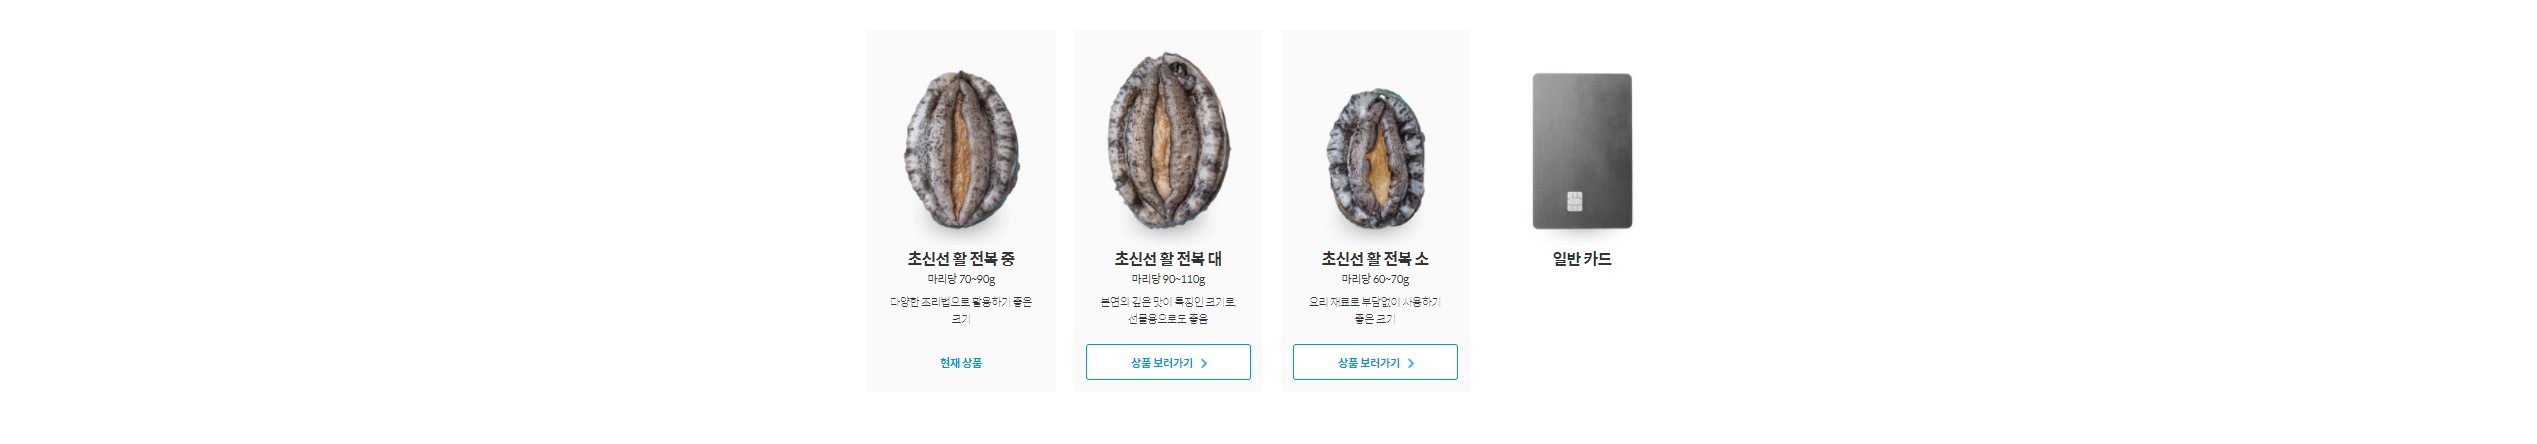 초신선 활 전복 중
마리당 70~90g
다양한 조리법으로 활용하기 좋은
크기
현재 상품
초신선 활 전복 대
마리당 90~110g
본연의 깊은 맛이 특징인 크기로,
선물용으로도 좋음
상품 보러가기
초신선 활 전복 소
마리당 60~70g
요리 재료로 부담없이 사용하기
좋은 크기
상품 보러가기
일반 카드